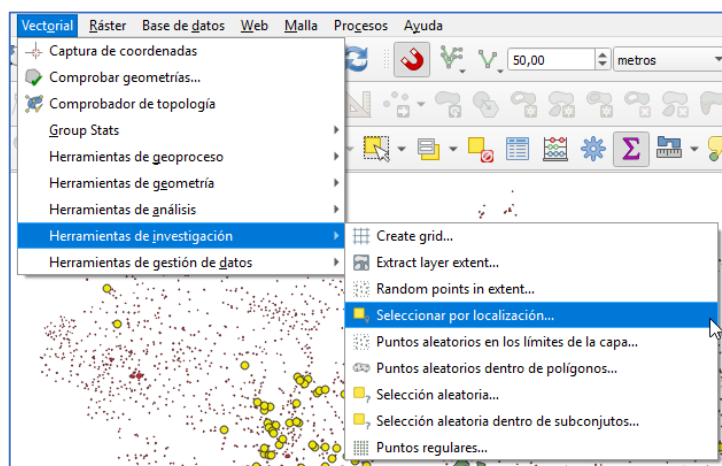 Vectorial Ráster Base de datos Web Malla Procesos Ayuda
Captura de coordenadas
50,00 metros
Comprobar geometrías...
Comprobador de topología
Group Stats
Herramientas de geoproceso
Herramientas de geometría
Herramientas de análisis
Herramientas de investigación
Create grid...
Herramientas de gestión de datos
Extract layer extent...
Random points in extent...
Seleccionar por localización...
Puntos aleatorios en los límites de la capa...
Puntos aleatorios dentro de polígonos...
Selección aleatoria...
Selección aleatoria dentro de subconjutos...
Puntos regulares...